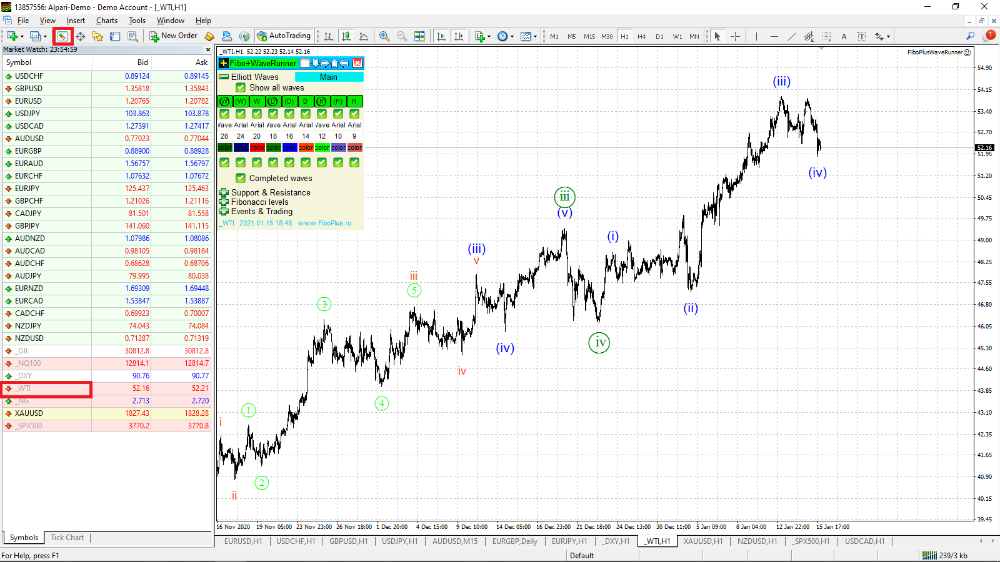 13857556: Alpari-Demo - Demo Account - [_WTI,H1]
File View Insert Charts Tools Window Help
New Order AutoTrading M1 M5 M15 M30 H1 H4 D1 W1 MN A T 1
Market Watch: 23:54:59
Symbol Bid Ask
USDCHF 0.89124 0.89145
GBPUSD 1.35818 1.35843
EURUSD 1.20765 1.20782
USDJPY 103.863 103.878
USDCAD 1.27391 1.27417
AUDUSD 0.77023 0.77044
EURGBP 0.88900 0.88928
EURAUD 1.56757 1.56797
EURCHF 1.07632 1.07672
EURJPY 125.437 125.463
GBPCHF 1.21026 1.21116
CADJPY 81.501 81.558
GBPJPY 141.060 141.115
AUDNZD 1.07986 1.08086
AUDCAD 0.98105 0.98184
AUDCHF 0.68628 0.68706
AUDJPY 79.995 80.038
EURNZD 1.69309 1.69448
EURCAD 1.53847 1.53887
CADCHF 0.69923 0.70007
NZDJPY 74.043 74.084
NZDUSD 0.71287 0.71319
_DJI 30812.8 30812.8
_NQ100 12814.1 12814.7
_DXY 90.76 90.77
_WTI 52.16 52.21
_NG 2.713 2.720
XAUUSD 1827.43 1828.28
_SPX500 3770.2 3770.8
Symbols Tick Chart
_WTI,H1 52.22 52.23 52.14 52.16
FiboPlusWaveRunner
Fibo+WaveRunner
Elliott Waves Main
Show all waves
W (W) W D (D) D H (H) H
Wave Arial Arial Wave Arial Arial Wave Arial Arial
28 24 20 18 16 14 12 10 9
color color color color color color color color color
Completed waves
Support & Resistance
Fibonacci levels
Events & Trading
_WTI 2021.01.15 18:48 www.FiboPlus.ru
(iii)
(iv)
iii
(v)
(i)
(iii)
v
iii
5
3
(ii)
iv
(iv)
iv
4
1
i
2
ii
54.90
54.15
53.40
52.70
52.16
51.95
51.20
50.45
49.75
49.00
48.25
47.55
46.80
46.05
45.30
44.60
43.85
43.10
42.35
41.65
40.90
40.15
39.45
16 Nov 2020 19 Nov 05:00 23 Nov 23:00 26 Nov 18:00 1 Dec 20:00 4 Dec 15:00 9 Dec 10:00 14 Dec 05:00 16 Dec 23:00 21 Dec 18:00 24 Dec 13:00 30 Dec 11:00 5 Jan 09:00 8 Jan 04:00 12 Jan 22:00 15 Jan 17:00
EURUSD,H1 USDCHF,H1 GBPUSD,H1 USDJPY,H1 AUDUSD,M15 EURGBP,Daily EURJPY,H1 _DXY,H1 _WTI,H1 XAUUSD,H1 NZDUSD,H1 _SPX500,H1 USDCAD,H1
For Help, press F1 Default 239/3 kb